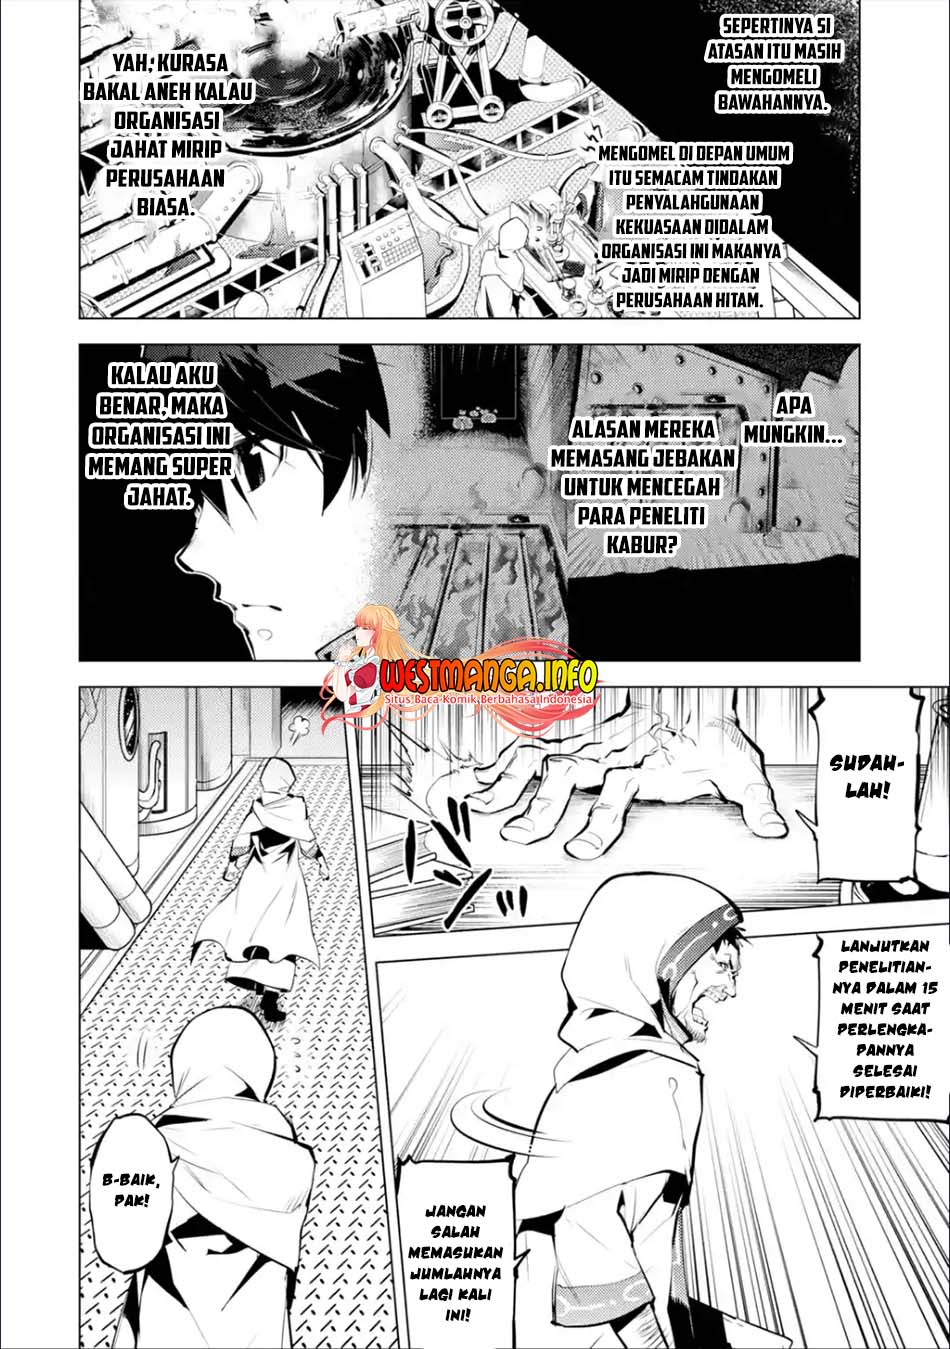 SEPERTINYA SI
ATASAN ITU MASIH
MENGOMELI
BAWAHANNYA.
MENGOMEL DI DEPAN UMUM
ITU SEMACAM TINDAKAN
PENYALAHGUNAAN
KEKUASAAN DIDALAM
ORGANISASI INI MAKANYA
JADI MIRIP DENGAN
PERUSAHAAN HITAM.
YAH, KURASA
BAKAL ANEH KALAU
ORGANISASI
JAHAT MIRIP
PERUSAHAAN
BIASA.
APA
MUNGKIN...
ALASAN MEREKA
MEMASANG JEBAKAN
UNTUK MENCEGAH
PARA PENELITI
KABUR?
KALAU AKU
BENAR, MAKA
ORGANISASI INI
MEMANG SUPER
JAHAT.
WESTMANGA.INFO
Situs Baca Komik Berbahasa Indonesia
SUDAH-
LAH!
LANJUTKAN
PENELITIAN-
NYA DALAM 15
MENIT SAAT
PERLENGKA-
PANNYA
SELESAI
DIPERBAIKI!
JANGAN
SALAH
MEMASUKAN
JUMLAHNYA
LAGI KALI
INI!
B-BAIK,
PAK!